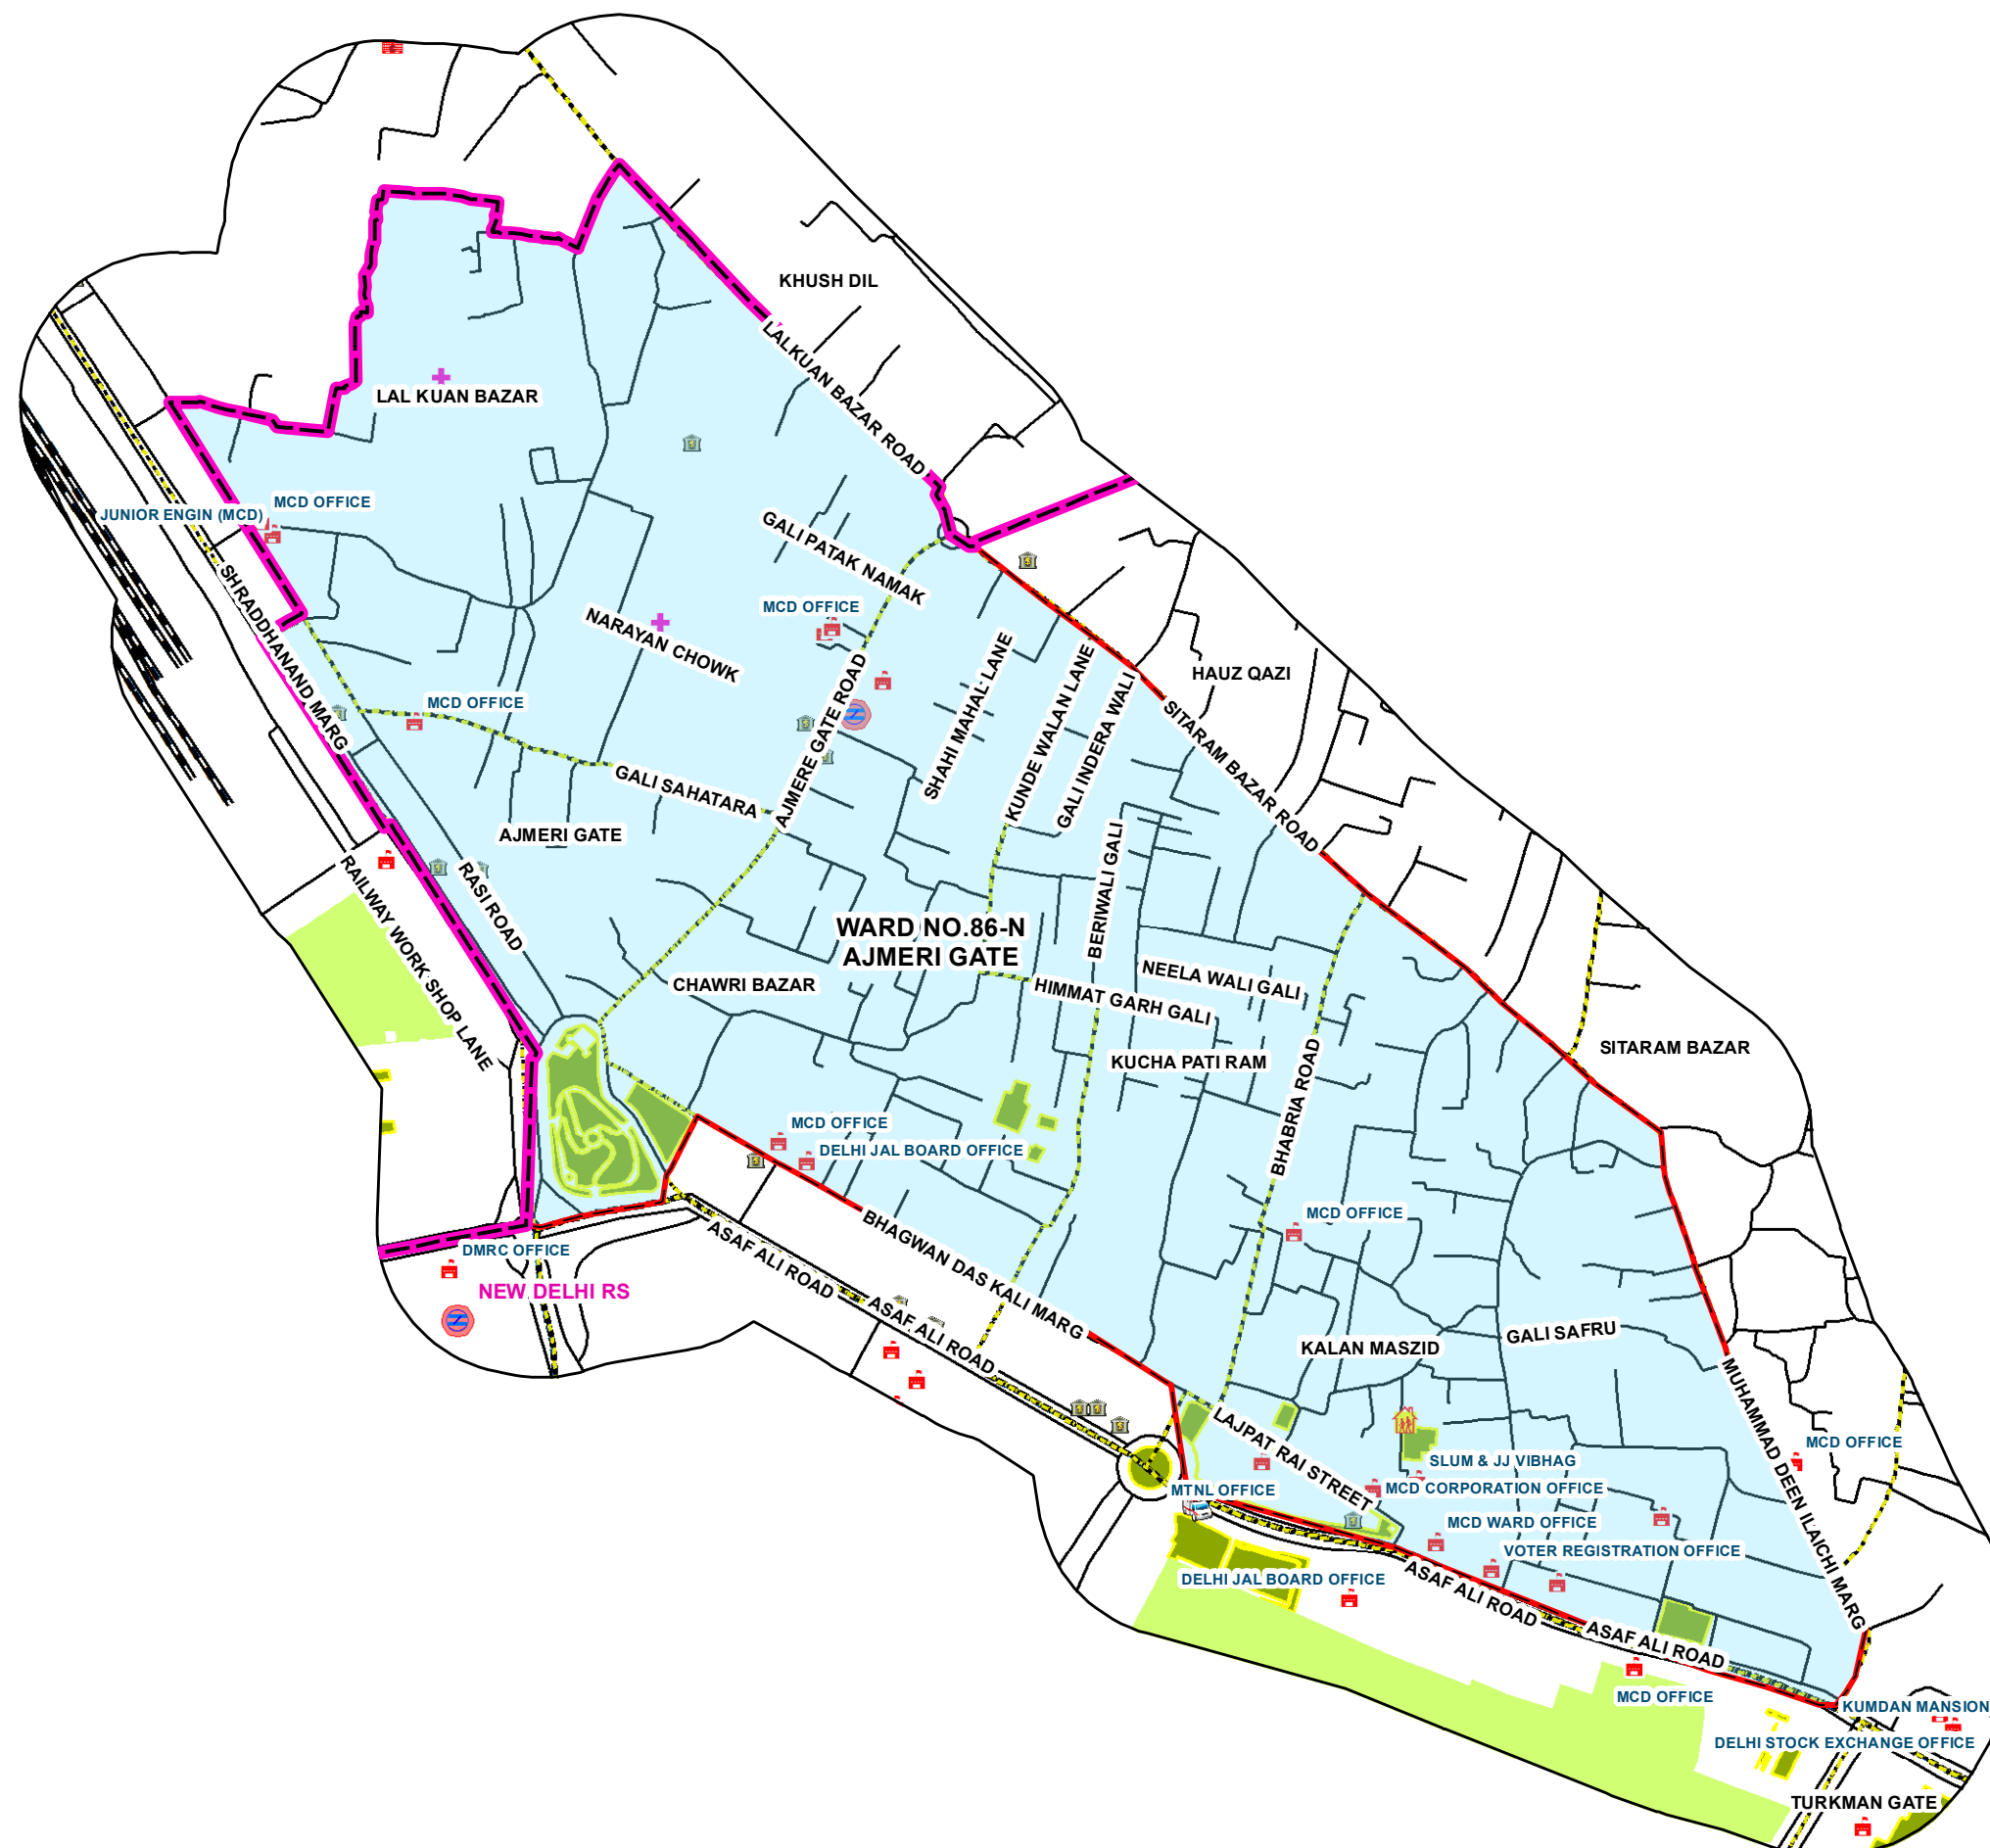 KHUSH DIL
LALKUAN BAZAR ROAD
LAL KUAN BAZAR
MCD OFFICE
JUNIOR ENGIN (MCD)
GALI PATAK NAMAK
SHRADDHANAND MARG
MCD OFFICE
NARAYAN CHOWK
SHAHI MAHAL LANE
KUNDE WALAN LANE
GALI INDERA WALI
HAUZ QAZI
MCD OFFICE
AJMERE GATE ROAD
SITARAM BAZAR ROAD
GALI SAHATARA
AJMERI GATE
BERIWALI GALI
RASI ROAD
RAILWAY WORK SHOP LANE
WARD NO.86-N
AJMERI GATE
CHAWRI BAZAR
NEELA WALI GALI
HIMMAT GARH GALI
SITARAM BAZAR
KUCHA PATI RAM
BHABRIA ROAD
MCD OFFICE
DELHI JAL BOARD OFFICE
MCD OFFICE
BHAGWAN DAS KALI MARG
ASAF ALI ROAD
DMRC OFFICE
NEW DELHI RS
ASAF ALI ROAD
GALI SAFRU
KALAN MASZID
MUHAMMAD DEEN ILAICHI MARG
LAJPAT RAI STREET
MCD OFFICE
SLUM & JJ VIBHAG
MTNL OFFICE
MCD CORPORATION OFFICE
MCD WARD OFFICE
VOTER REGISTRATION OFFICE
DELHI JAL BOARD OFFICE
ASAF ALI ROAD
ASAF ALI ROAD
MCD OFFICE
KUMDAN MANSION
DELHI STOCK EXCHANGE OFFICE
TURKMAN GATE